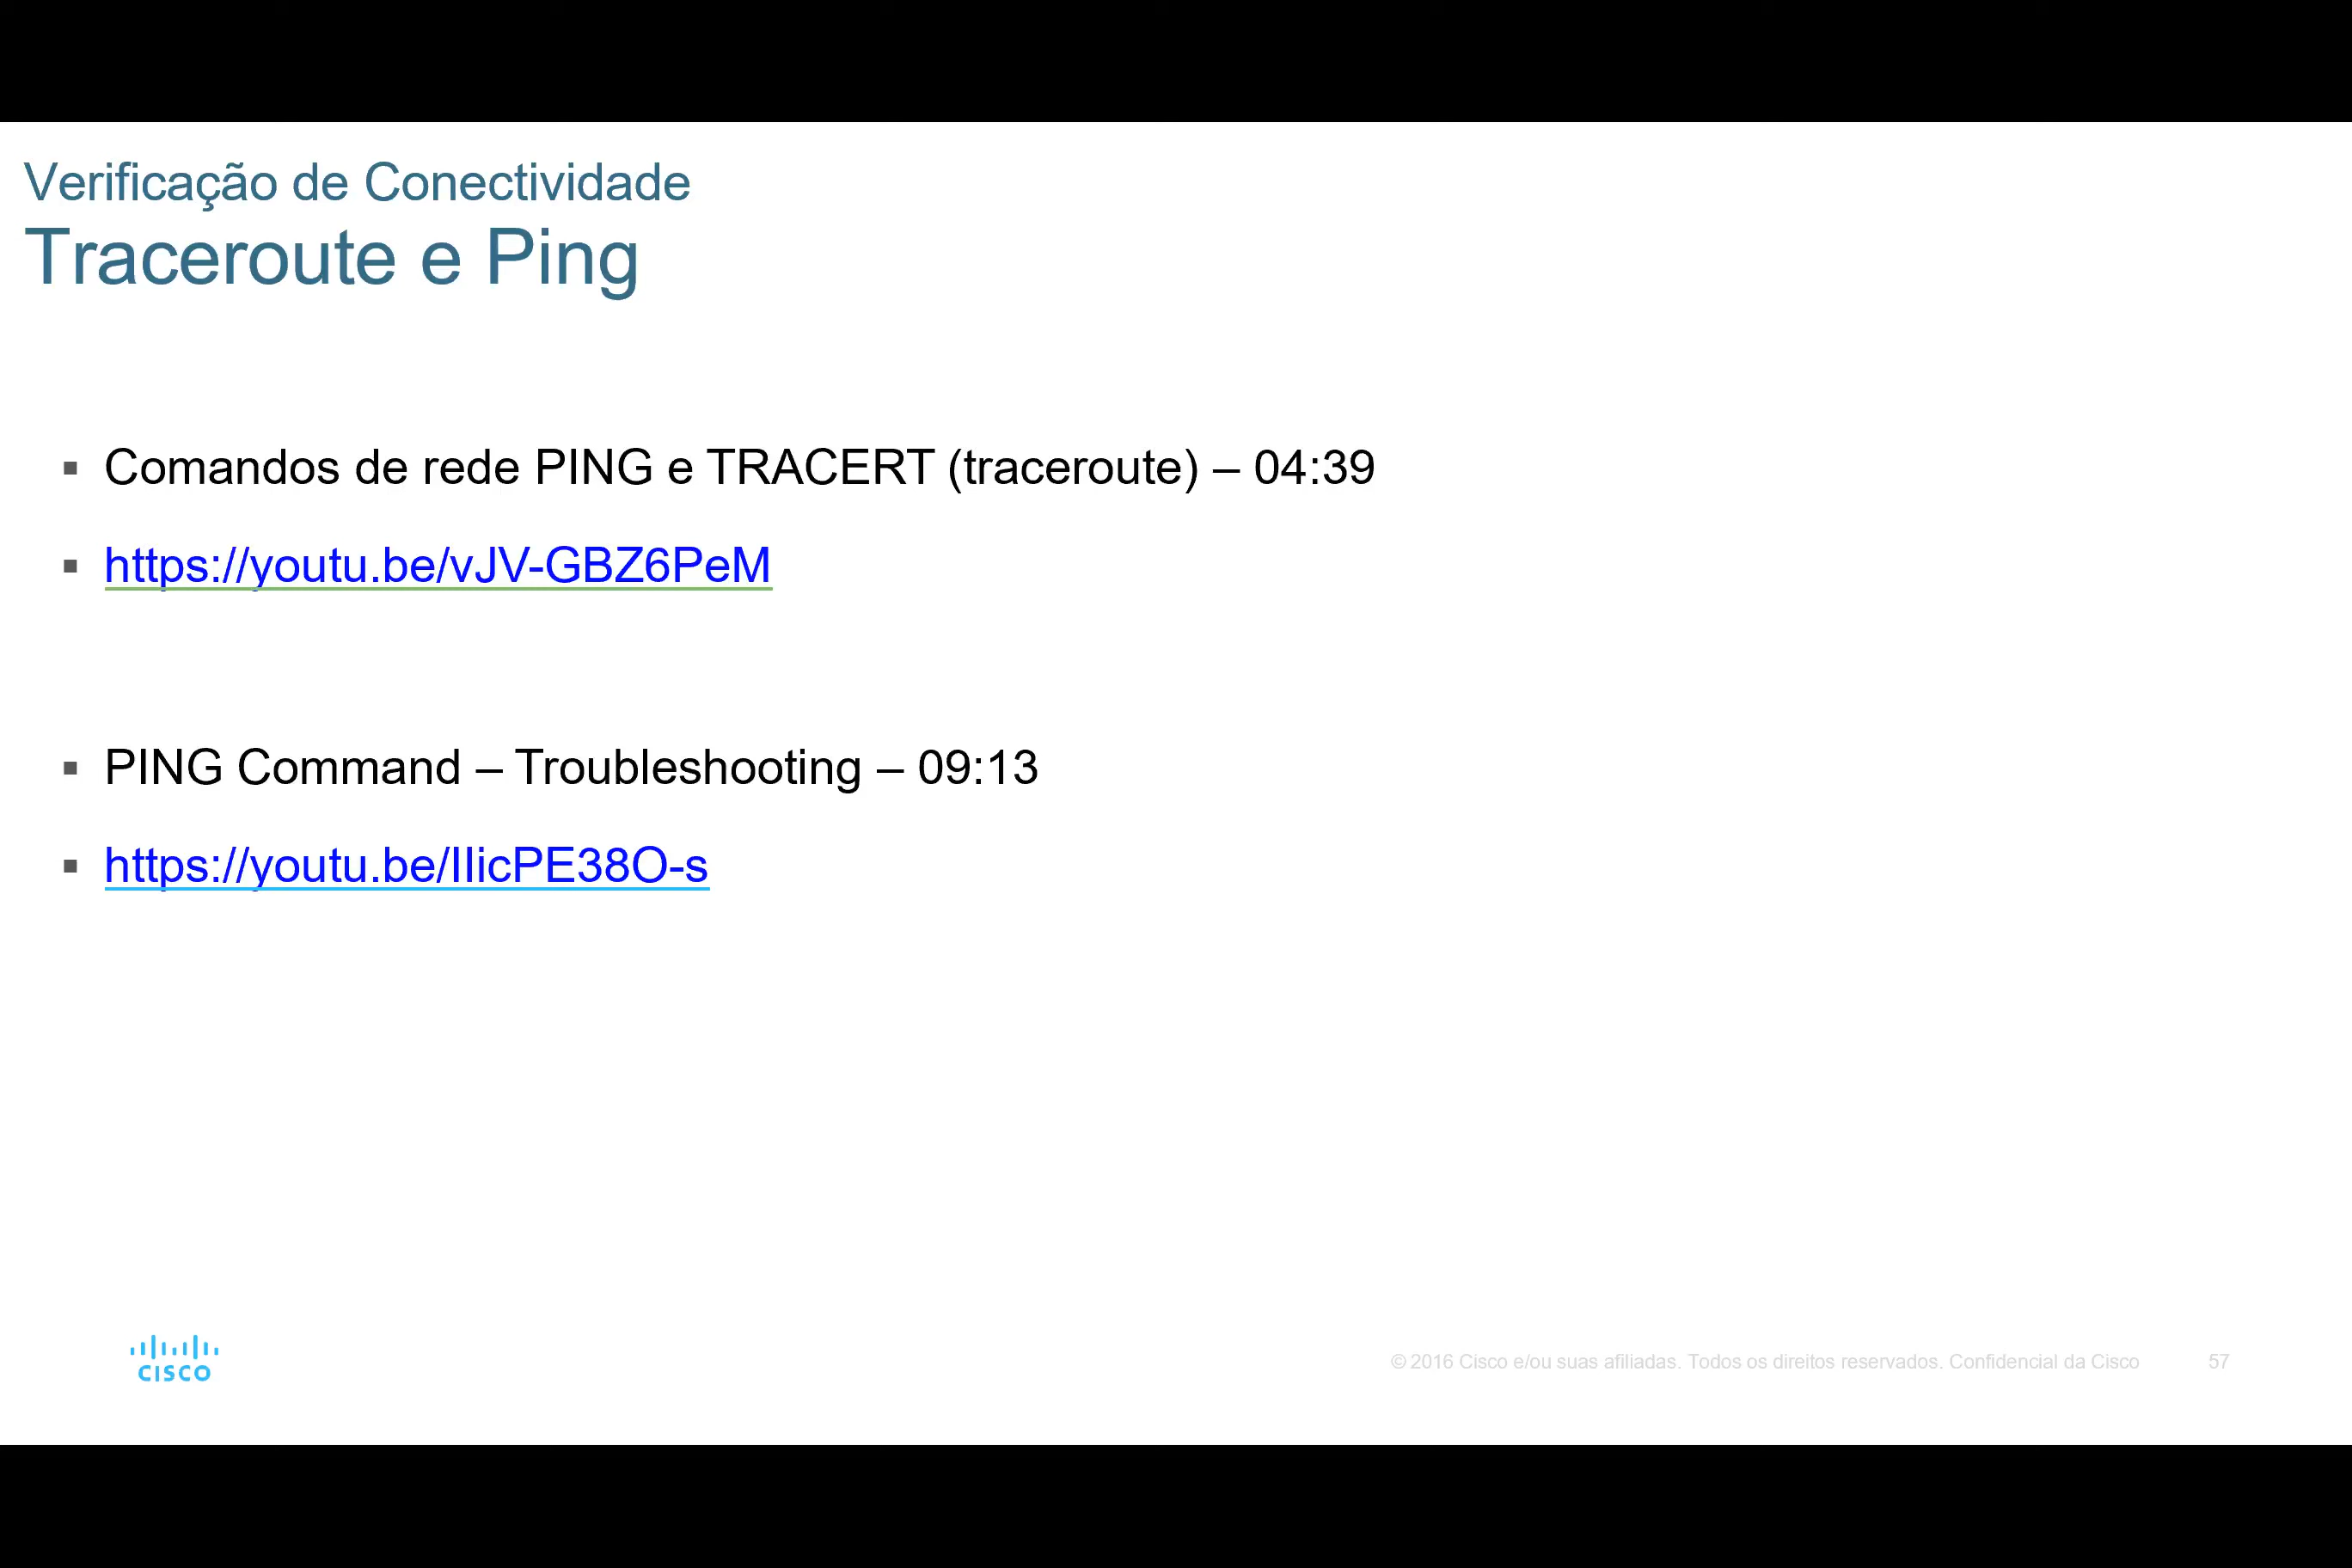 Verificação de Conectividade
Traceroute e Ping
Comandos de rede PING e TRACERT (traceroute) – 04:39
https://youtu.be/vJV-GBZ6PeM
PING Command – Troubleshooting – 09:13
https://youtu.be/IIicPE38O-s
CISCO
© 2016 Cisco e/ou suas afiliadas. Todos os direitos reservados. Confidencial da Cisco
57